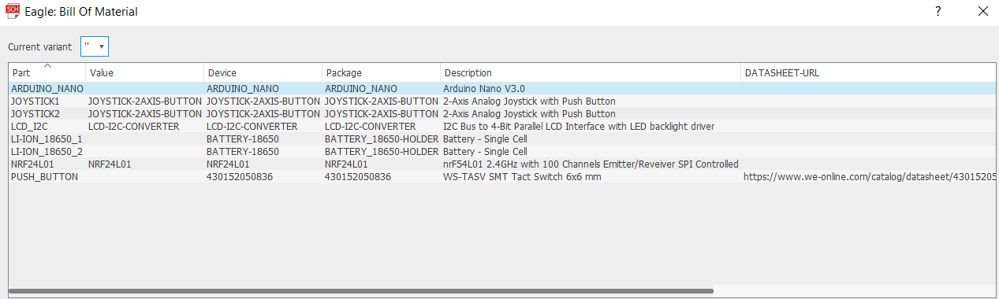 SCH Eagle: Bill Of Material ?
Current variant ''
Part Value Device Package Description DATASHEET-URL
ARDUINO_NANO ARDUINO_NANO ARDUINO_NANO Arduino Nano V3.0
JOYSTICK1 JOYSTICK-2AXIS-BUTTON JOYSTICK-2AXIS-BUTTON JOYSTICK-2AXIS-BUTTON 2-Axis Analog Joystick with Push Button
JOYSTICK2 JOYSTICK-2AXIS-BUTTON JOYSTICK-2AXIS-BUTTON JOYSTICK-2AXIS-BUTTON 2-Axis Analog Joystick with Push Button
LCD_I2C LCD-I2C-CONVERTER LCD-I2C-CONVERTER LCD-I2C-CONVERTER I2C Bus to 4-Bit Parallel LCD Interface with LED backlight driver
LI-ION_18650_1 BATTERY-18650 BATTERY_18650-HOLDER Battery - Single Cell
LI-ION_18650_2 BATTERY-18650 BATTERY_18650-HOLDER Battery - Single Cell
NRF24L01 NRF24L01 NRF24L01 NRF24L01 nrF54L01 2.4GHz with 100 Channels Emitter/Reveiver SPI Controlled
PUSH_BUTTON 430152050836 430152050836 WS-TASV SMT Tact Switch 6x6 mm https://www.we-online.com/catalog/datasheet/43015205